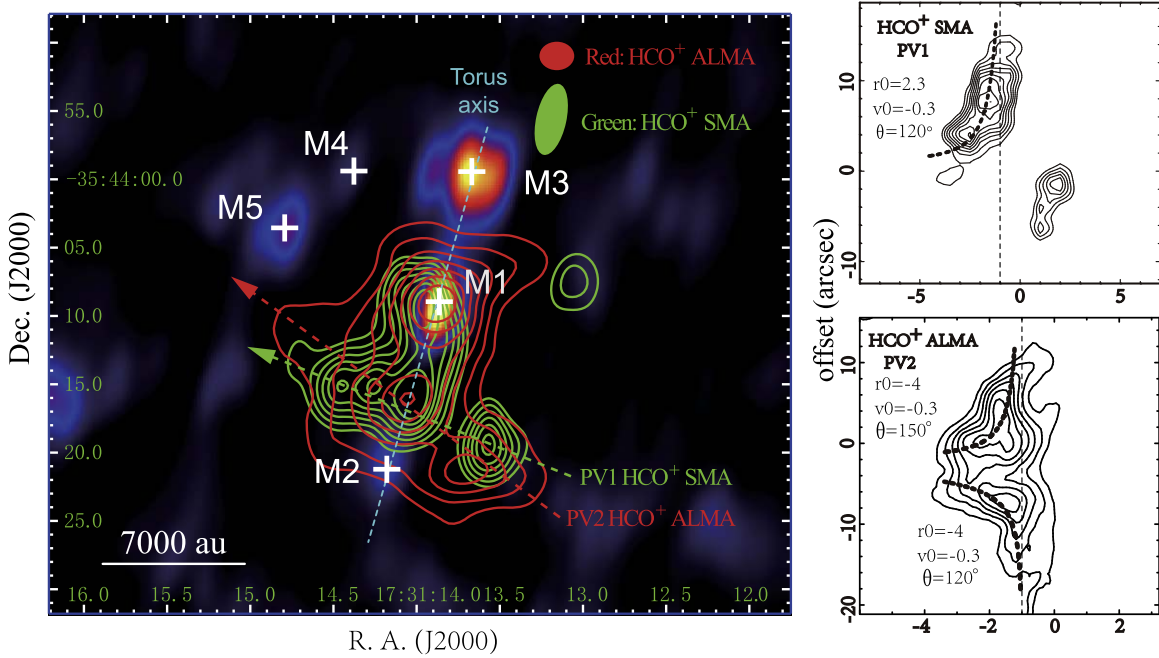 Red: HCO+ ALMA
Torus
axis
Green: HCO+ SMA
M4
M3
M5
M1
M2
PV1 HCO+ SMA
PV2 HCO+ ALMA
7000 au
55.0
-35:44:00.0
05.0
10.0
15.0
20.0
25.0
Dec. (J2000)
16.0 15.5 15.0 14.5 17:31:14.0 13.5 13.0 12.5 12.0
R. A. (J2000)
HCO+ SMA
PV1
r0=2.3
v0=-0.3
θ=120°
10
0
-10
-5 0 5
offset (arcsec)
HCO+ ALMA
PV2
r0=-4
v0=-0.3
θ=150°
r0=-4
v0=-0.3
θ=120°
10
0
-10
-20
-4 -2 0 2